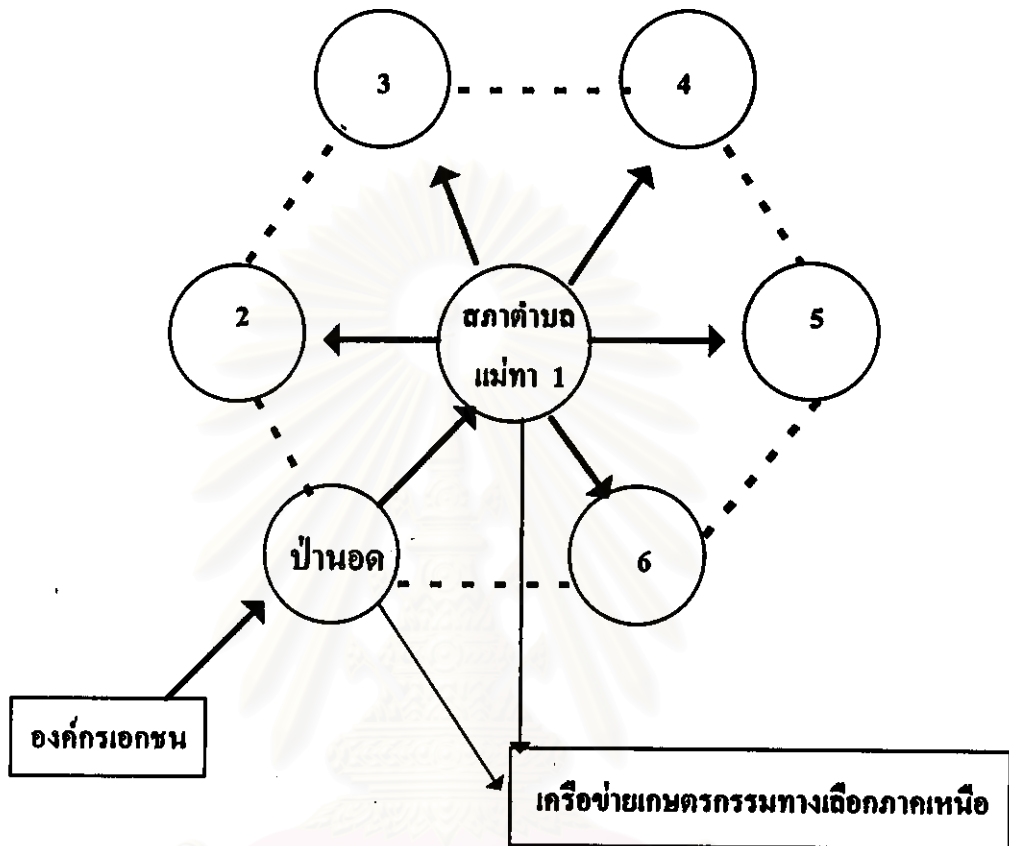 3
4
2
สภาตำบล
แม่ทา 1
5
ป่านอด
6
องค์กรเอกชน
เครือข่ายเกษตรกรรมทางเลือกภาคเหนือ